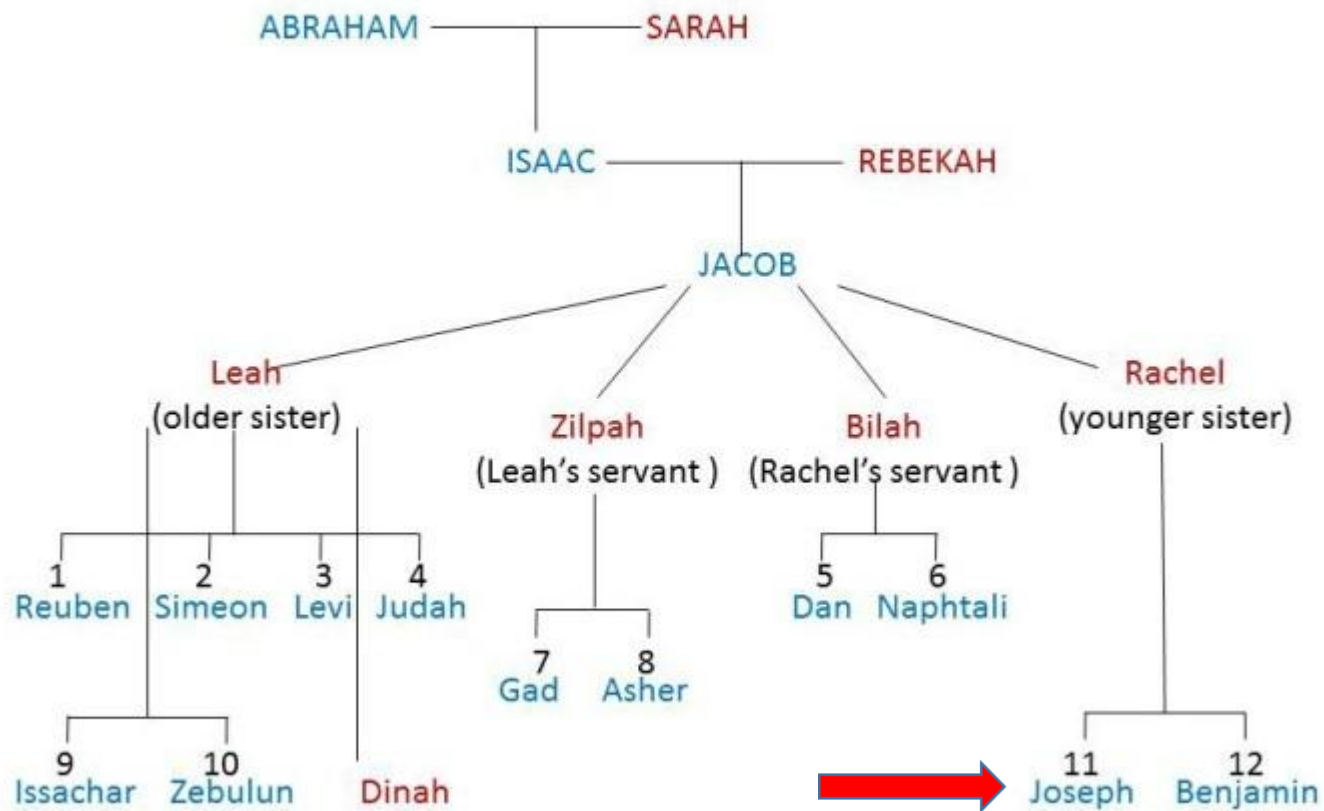 ABRAHAM SARAH
ISAAC REBEKAH
JACOB
Leah
(older sister)
Zilpah
(Leah’s servant )
Bilah
(Rachel’s servant )
Rachel
(younger sister)
1 2 3 4
Reuben Simeon Levi Judah
5 6
Dan Naphtali
7 8
Gad Asher
9 10
Issachar Zebulun Dinah
11 12
Joseph Benjamin